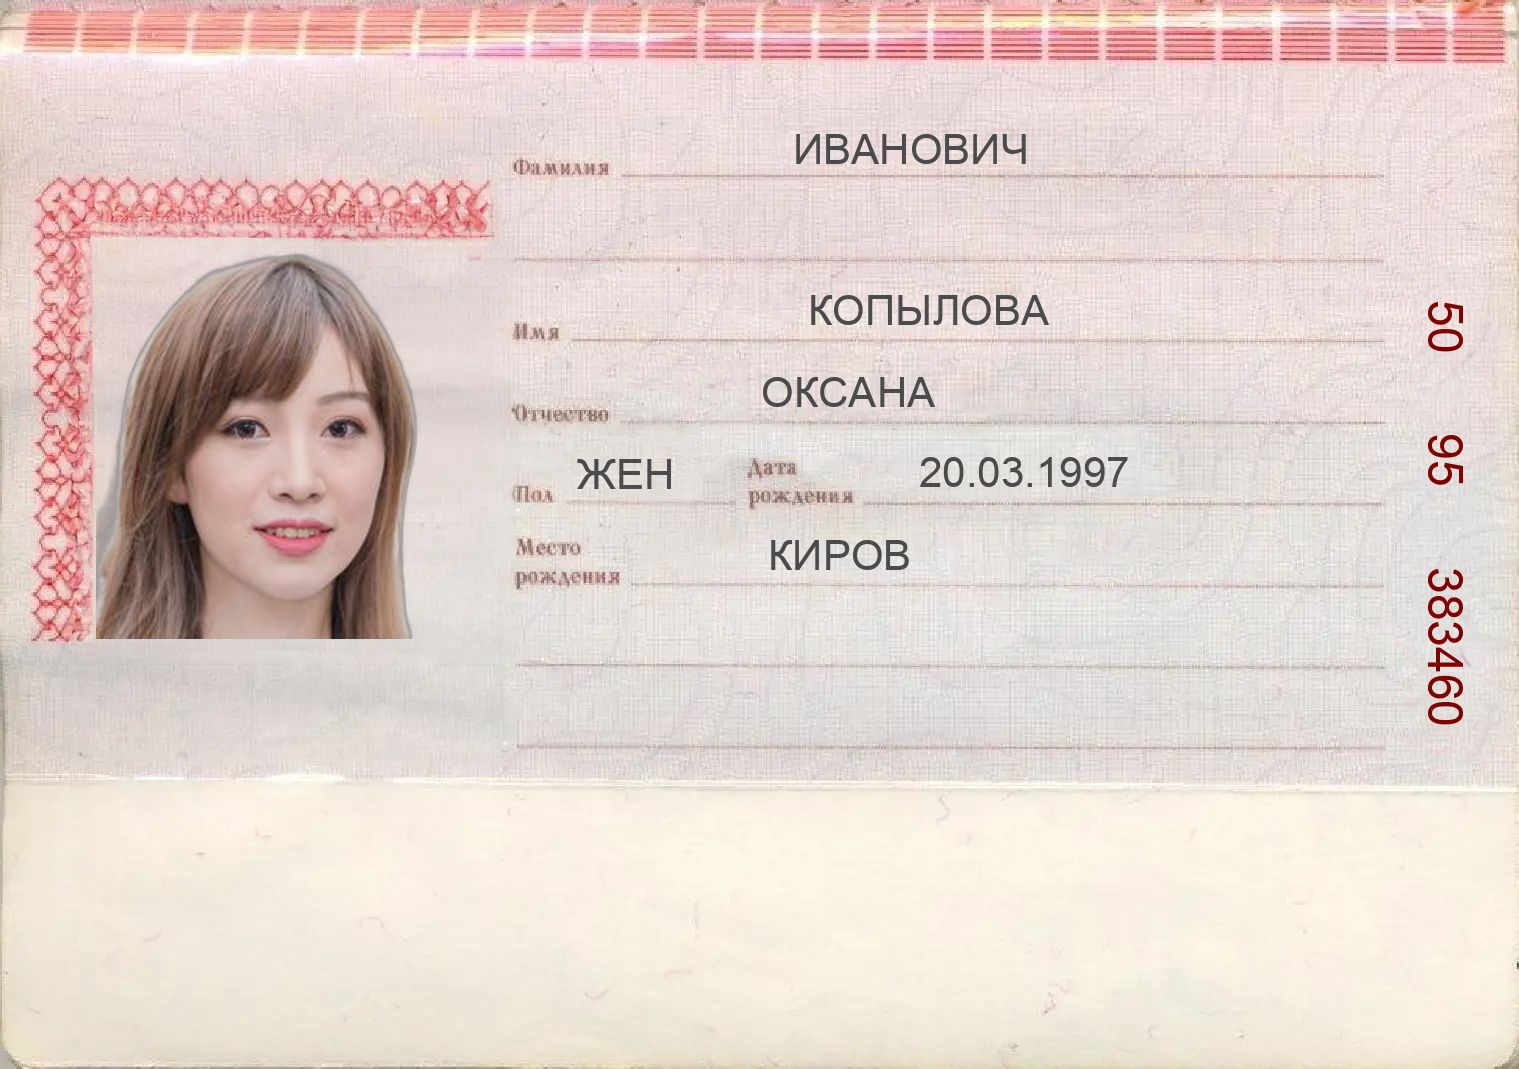 Фамилия ИВАНОВИЧ
Имя КОПЫЛОВА
Отчество ОКСАНА
Пол ЖЕН Дата рождения 20.03.1997
Место рождения КИРОВ
50 95 383460